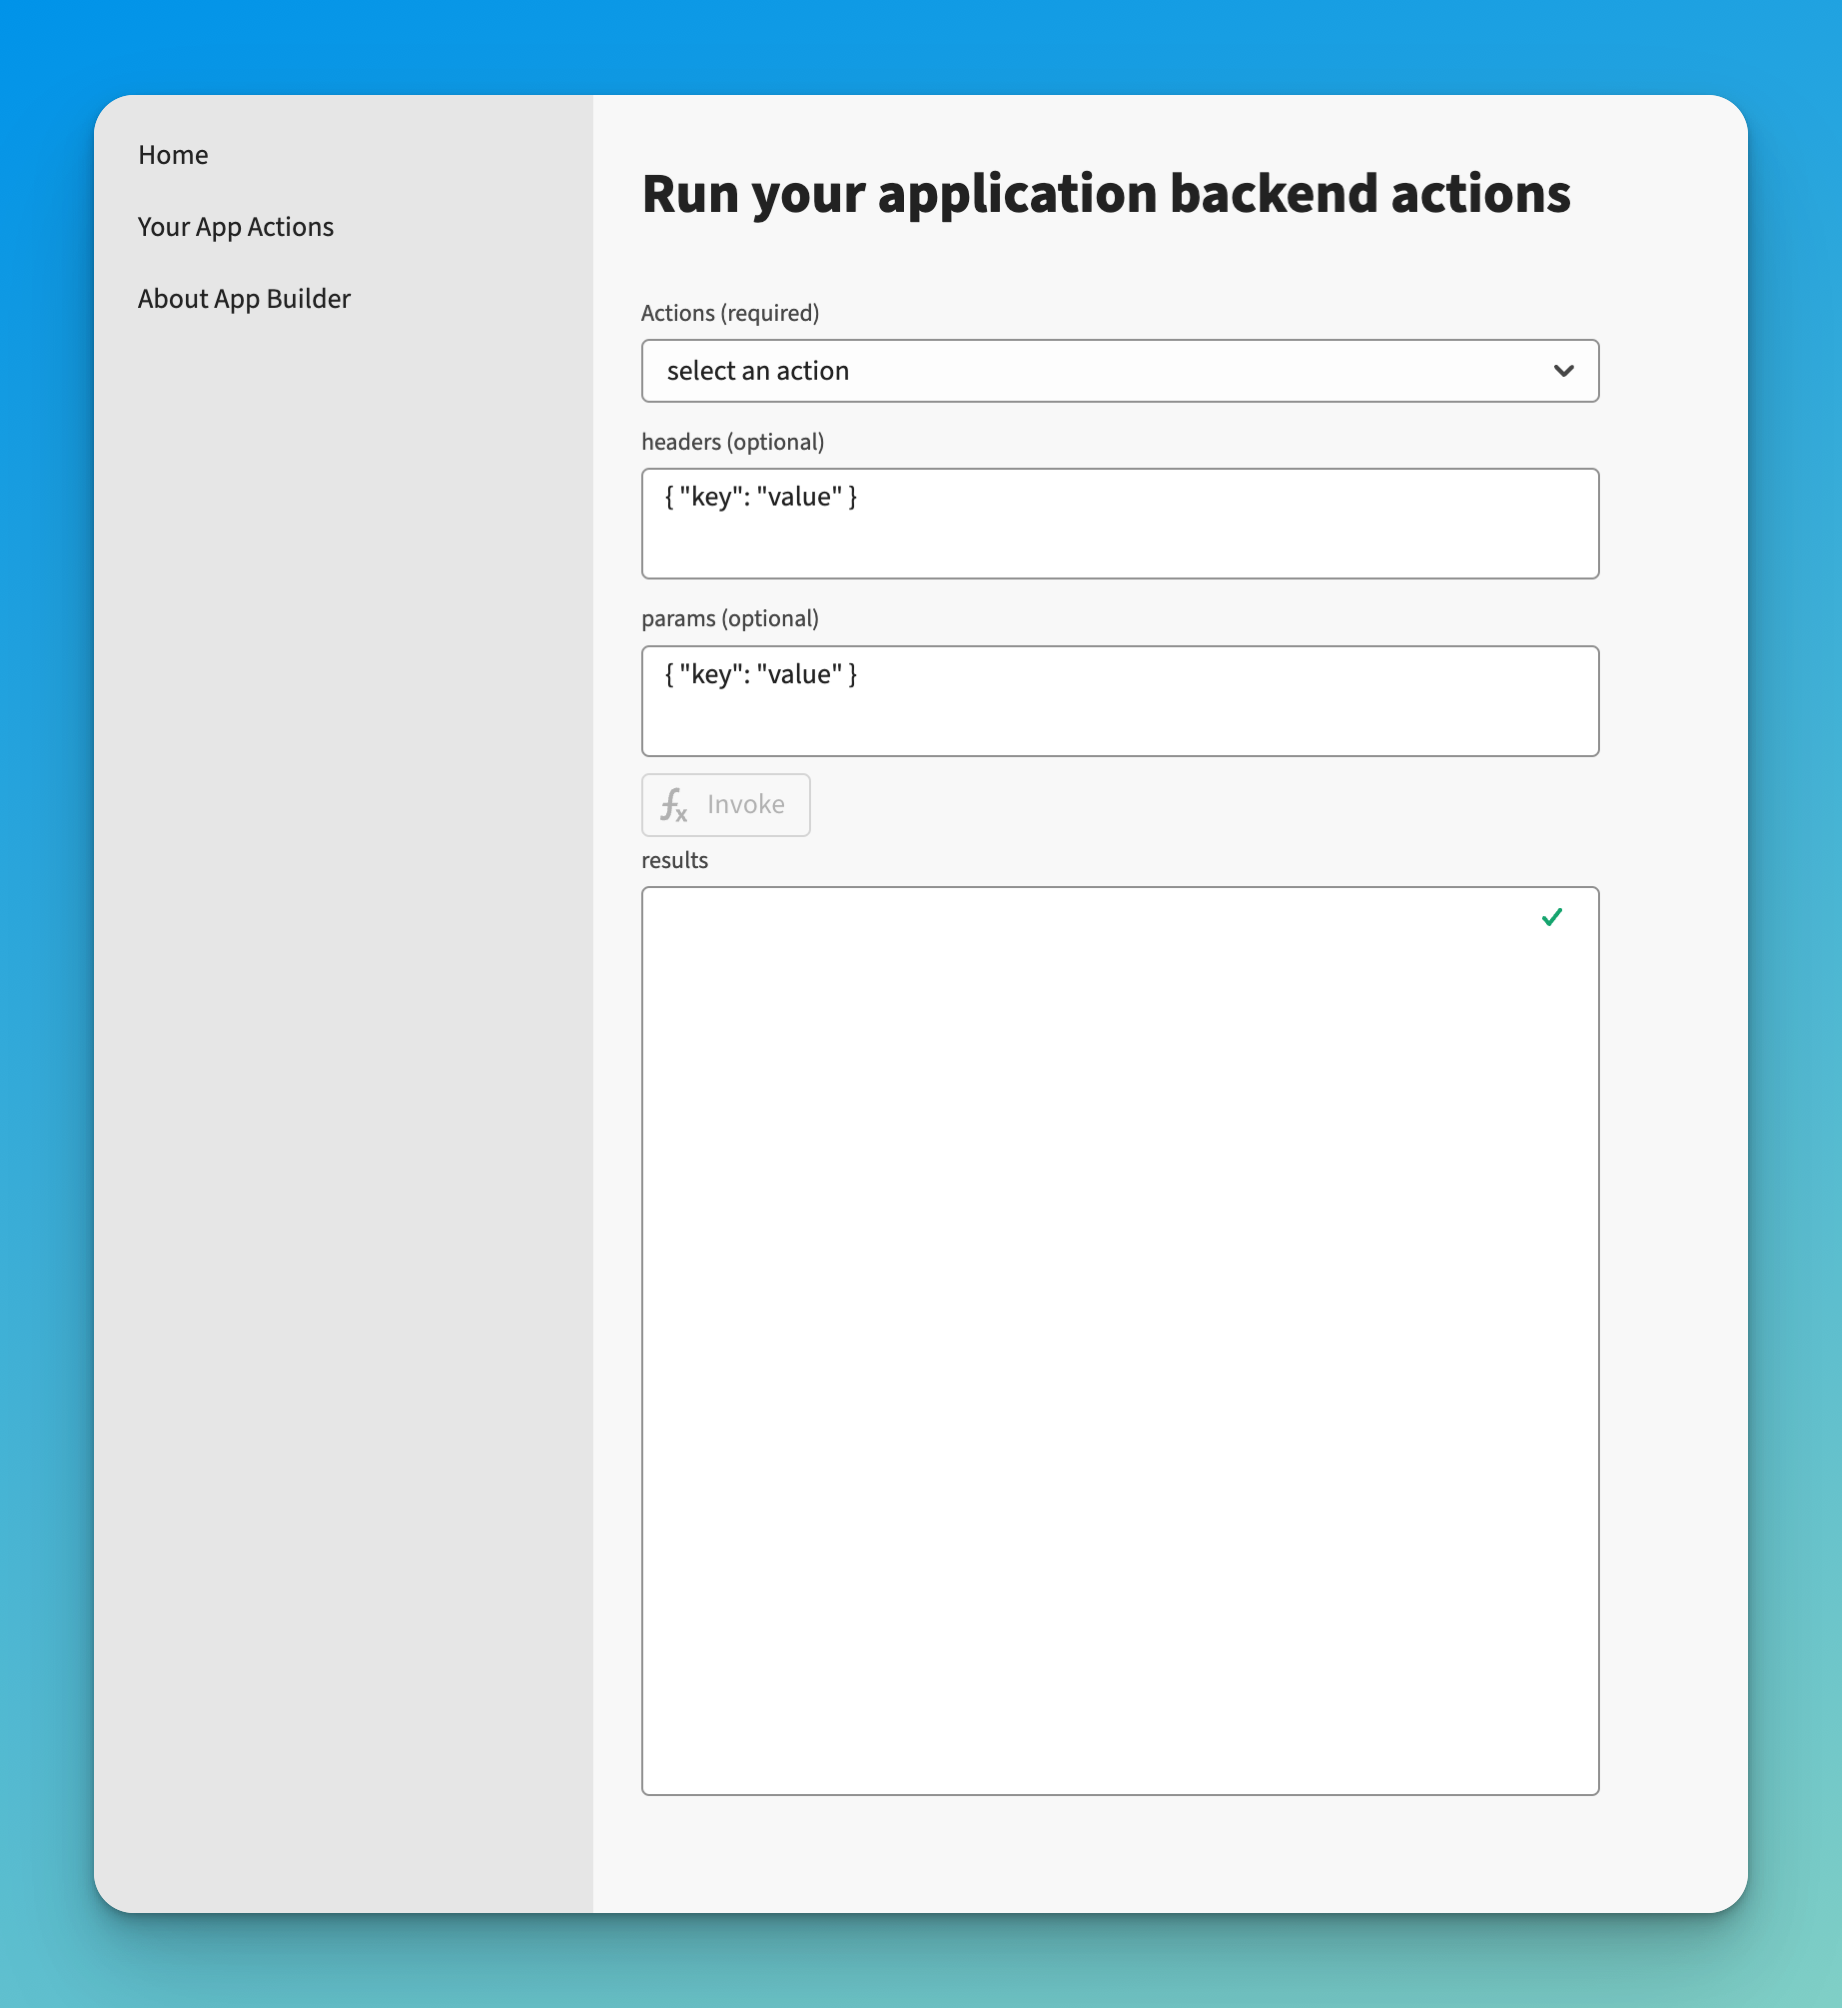 Home
Your App Actions
About App Builder
Run your application backend actions
Actions (required)
select an action
headers (optional)
{ "key": "value" }
params (optional)
{ "key": "value" }
fx Invoke
results